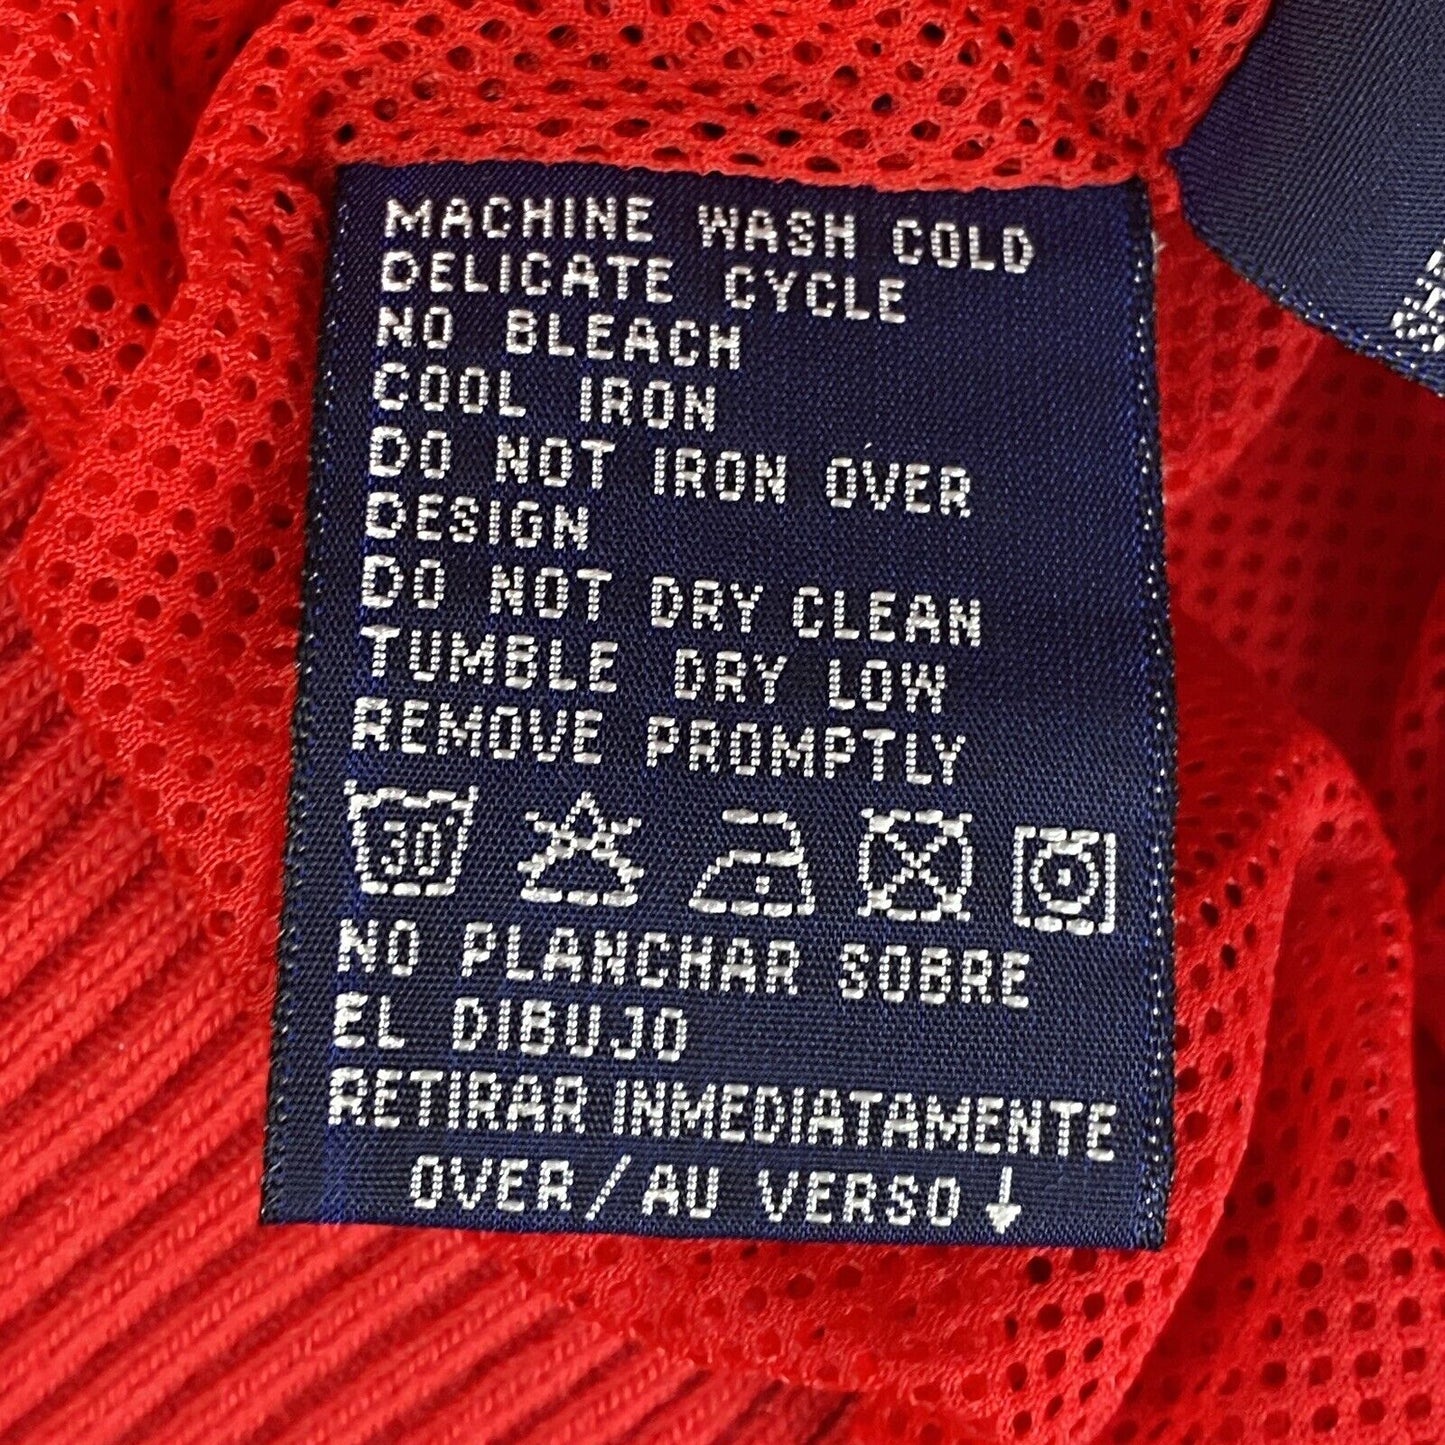 MACHINE WASH COLD
DELICATE CYCLE
NO BLEACH
COOL IRON
DO NOT IRON OVER
DESIGN
DO NOT DRY CLEAN
TUMBLE DRY LOW
REMOVE PROMPTLY
30
NO PLANCHAR SOBRE
EL DIBUJO
RETIRAR INMEDIATAMENTE
OVER/AU VERSO ↓